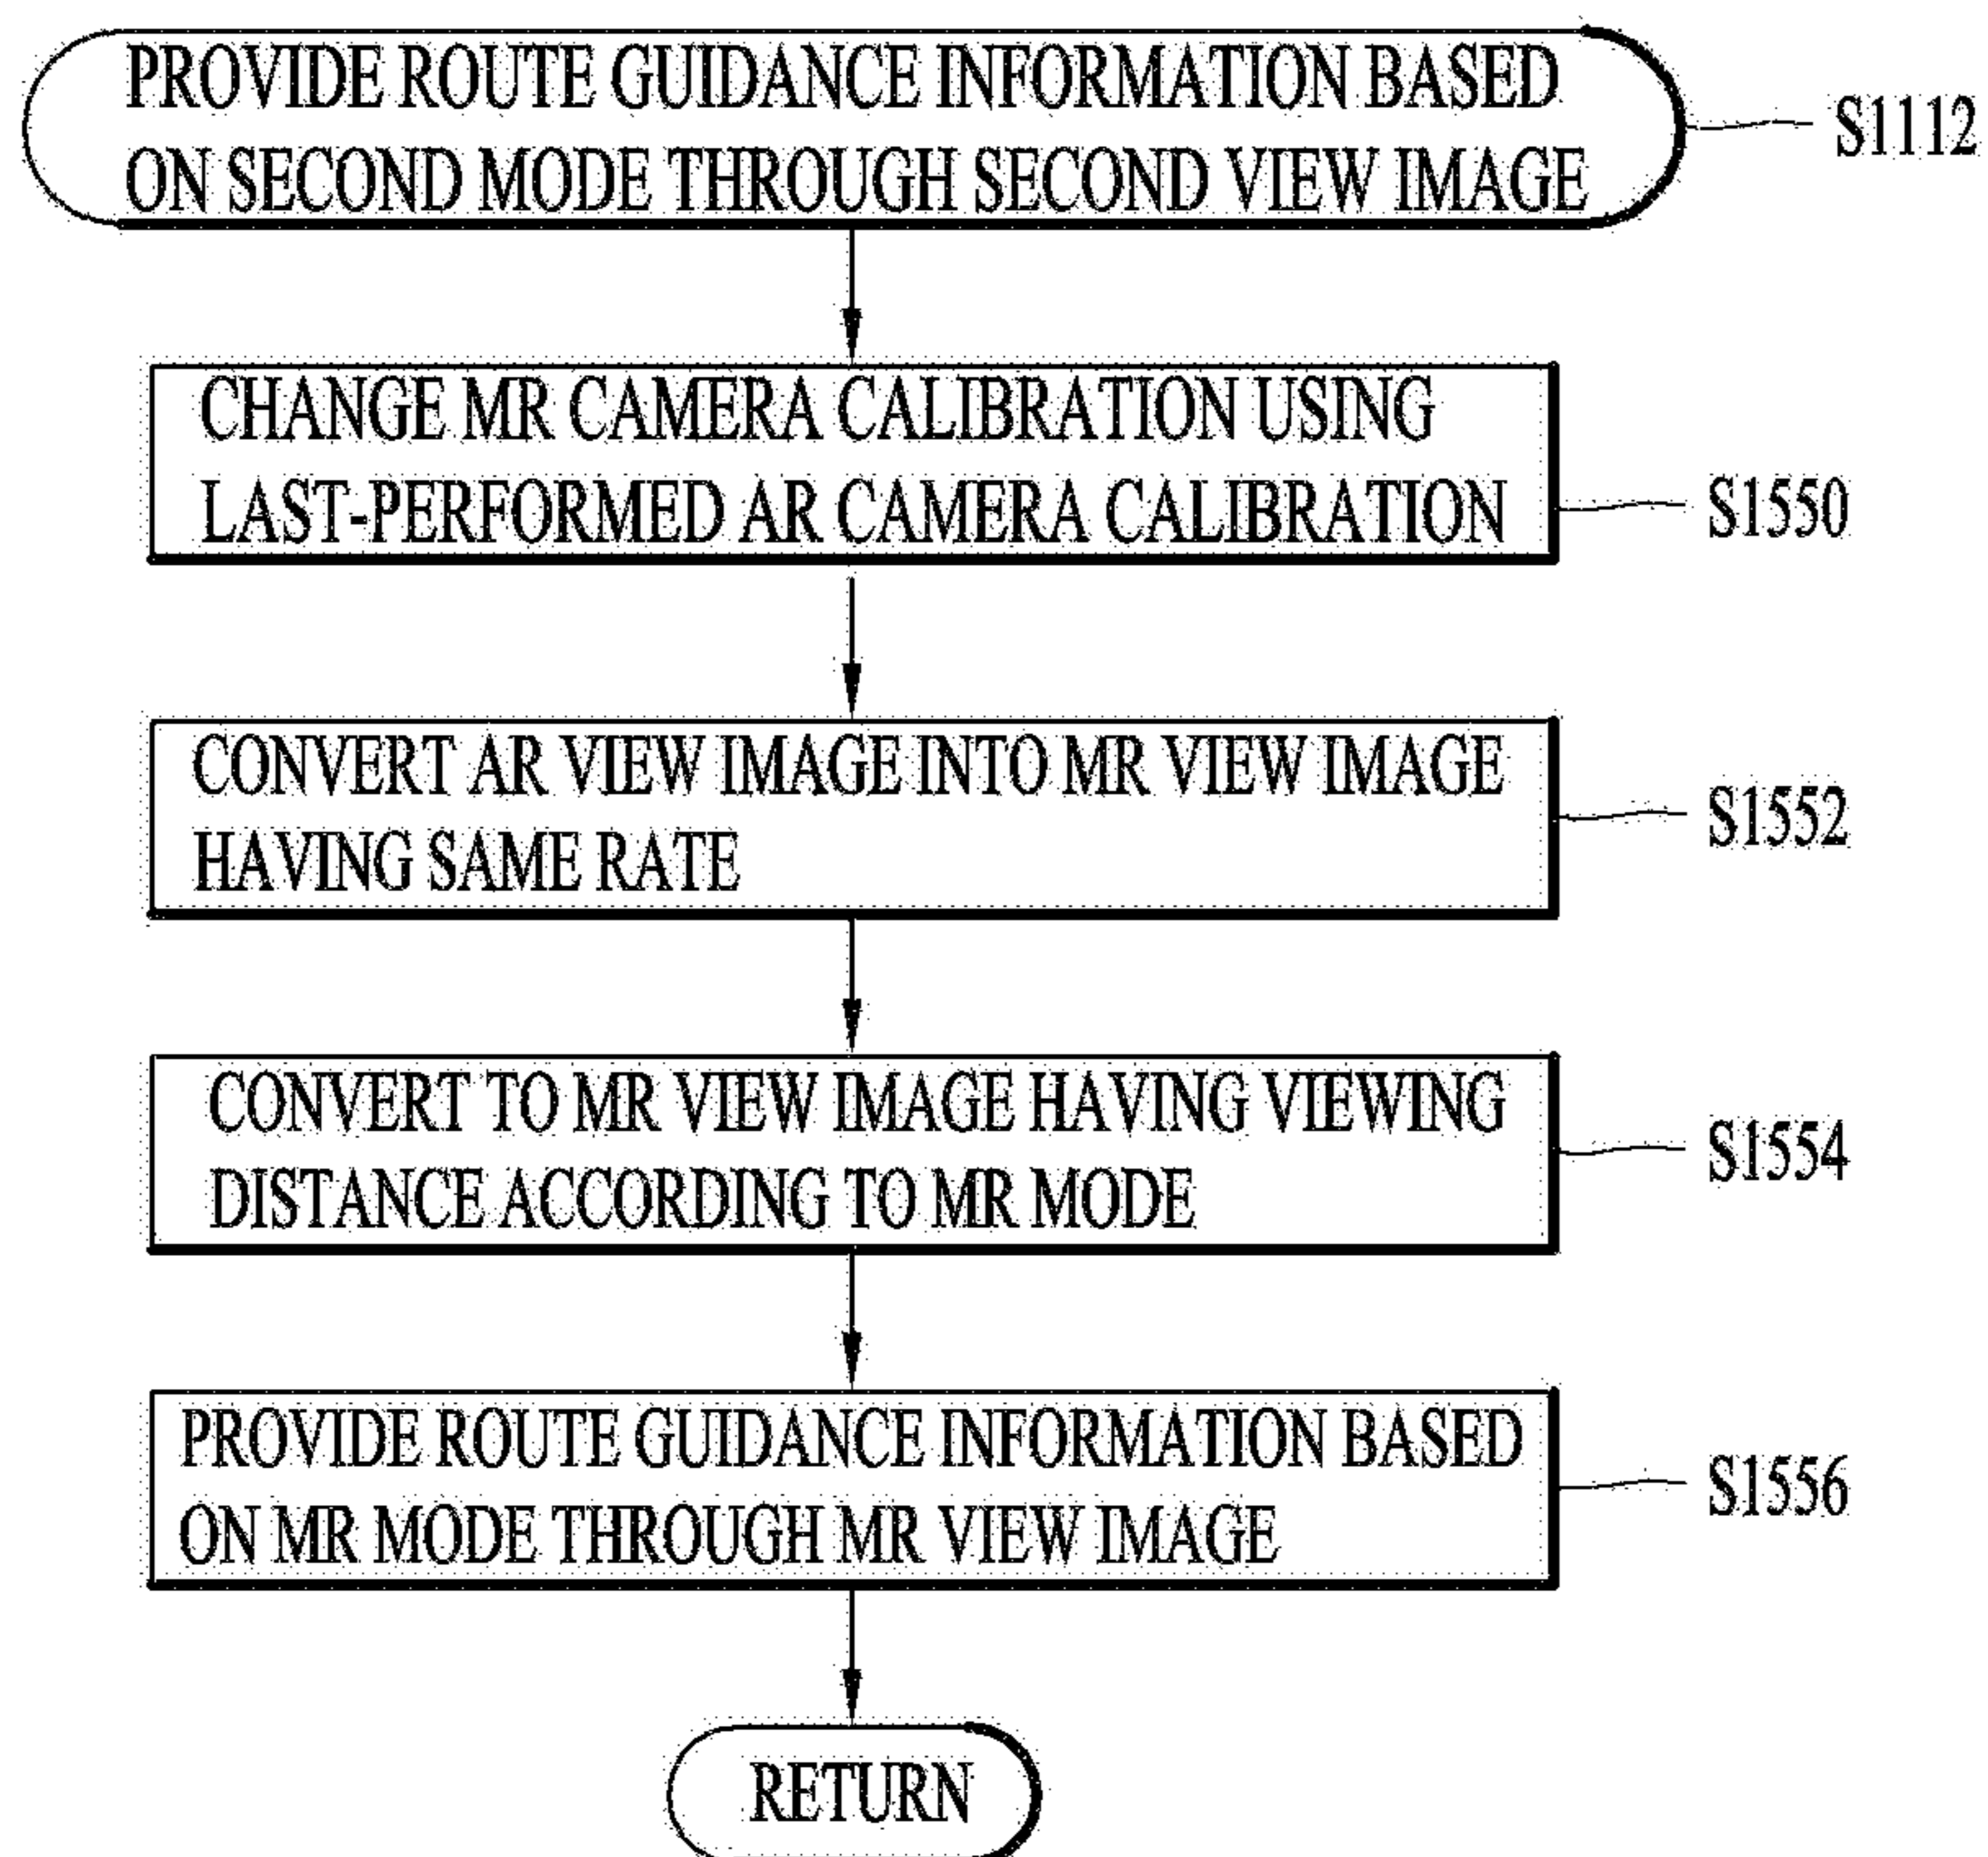 PROVIDE ROUTE GUIDANCE INFORMATION BASED
ON SECOND MODE THROUGH SECOND VIEW IMAGE
S1112
CHANGE MR CAMERA CALIBRATION USING
LAST-PERFORMED AR CAMERA CALIBRATION
S1550
CONVERT AR VIEW IMAGE INTO MR VIEW IMAGE
HAVING SAME RATE
S1552
CONVERT TO MR VIEW IMAGE HAVING VIEWING
DISTANCE ACCORDING TO MR MODE
S1554
PROVIDE ROUTE GUIDANCE INFORMATION BASED
ON MR MODE THROUGH MR VIEW IMAGE
S1556
RETURN